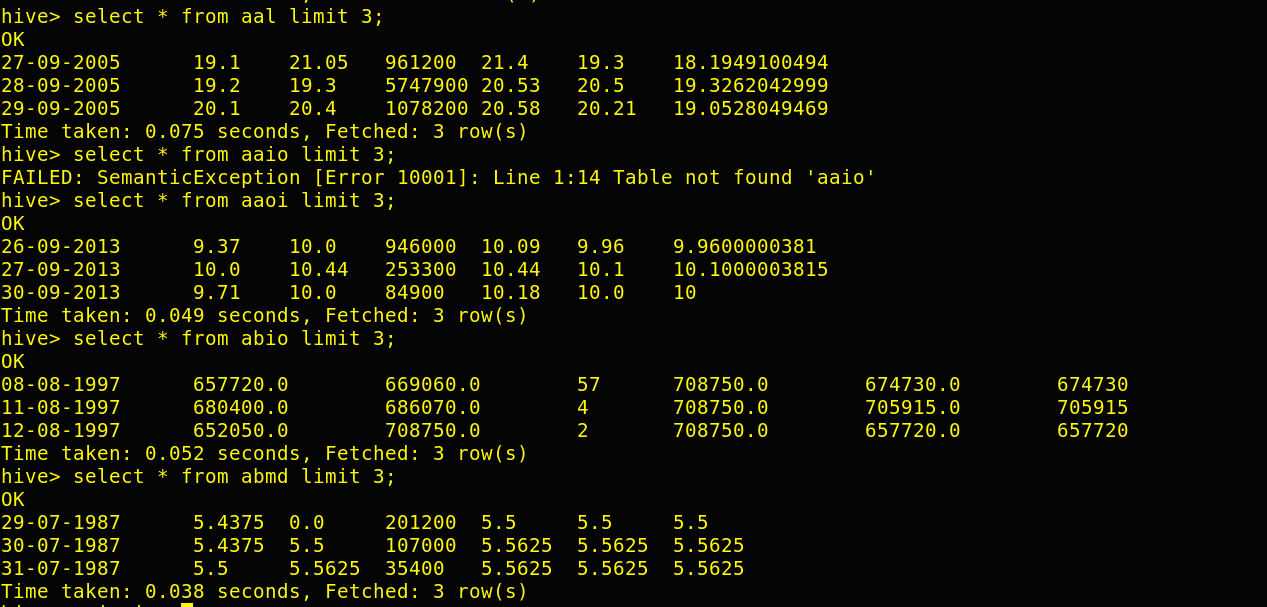 hive> select * from aal limit 3;
OK
27-09-2005 19.1 21.05 961200 21.4 19.3 18.1949100494
28-09-2005 19.2 19.3 5747900 20.53 20.5 19.3262042999
29-09-2005 20.1 20.4 1078200 20.58 20.21 19.0528049469
Time taken: 0.075 seconds, Fetched: 3 row(s)
hive> select * from aaio limit 3;
FAILED: SemanticException [Error 10001]: Line 1:14 Table not found 'aaio'
hive> select * from aaoi limit 3;
OK
26-09-2013 9.37 10.0 946000 10.09 9.96 9.9600000381
27-09-2013 10.0 10.44 253300 10.44 10.1 10.1000003815
30-09-2013 9.71 10.0 84900 10.18 10.0 10
Time taken: 0.049 seconds, Fetched: 3 row(s)
hive> select * from abio limit 3;
OK
08-08-1997 657720.0 669060.0 57 708750.0 674730.0 674730
11-08-1997 680400.0 686070.0 4 708750.0 705915.0 705915
12-08-1997 652050.0 708750.0 2 708750.0 657720.0 657720
Time taken: 0.052 seconds, Fetched: 3 row(s)
hive> select * from abmd limit 3;
OK
29-07-1987 5.4375 0.0 201200 5.5 5.5 5.5
30-07-1987 5.4375 5.5 107000 5.5625 5.5625 5.5625
31-07-1987 5.5 5.5625 35400 5.5625 5.5625 5.5625
Time taken: 0.038 seconds, Fetched: 3 row(s)